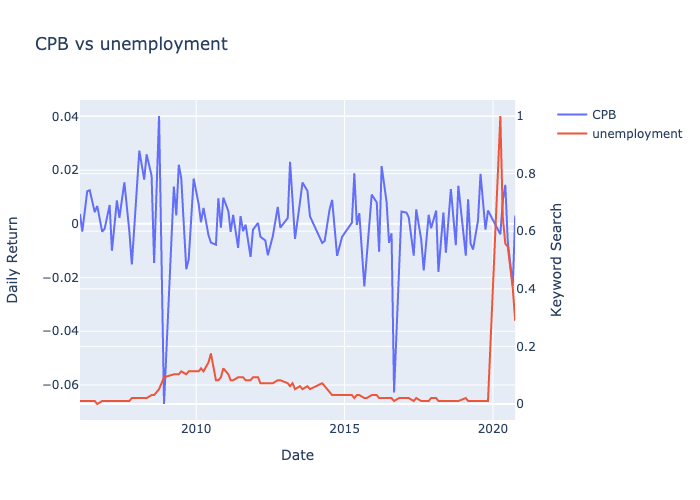 CPB vs unemployment
CPB
unemployment
Daily Return
0.04
0.02
0
−0.02
−0.04
−0.06
1
0.8
0.6
0.4
0.2
0
Keyword Search
2010
2015
2020
Date